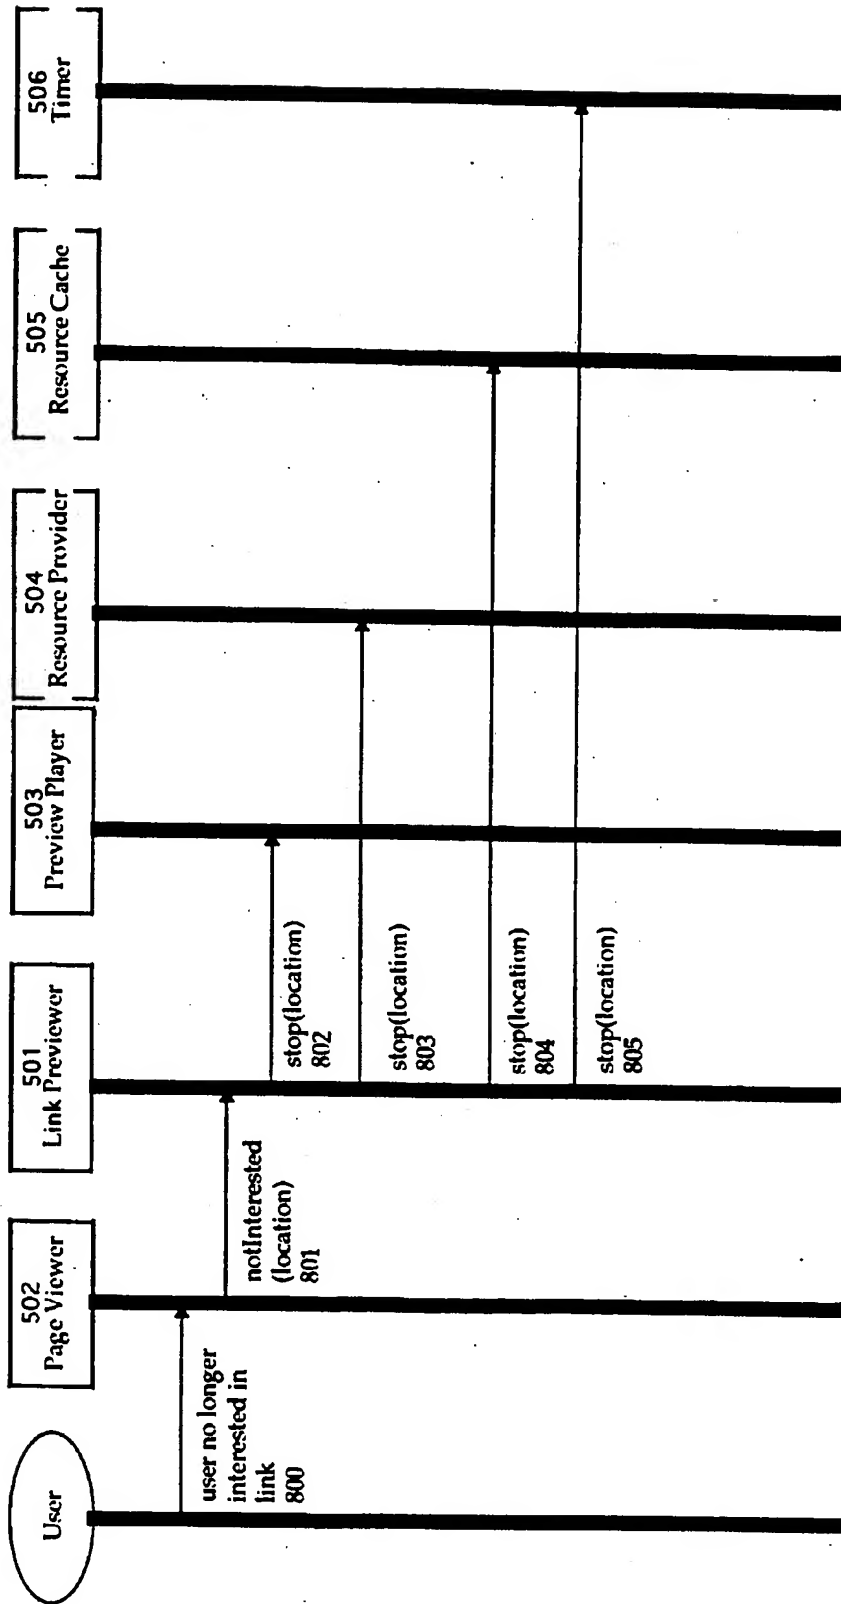 User
502
Page Viewer
501
Link Previewer
503
Preview Player
504
Resource Provider
505
Resource Cache
506
Timer
user no longer
interested in
link
800
notInterested
(location)
801
stop(location)
802
stop(location)
803
stop(location)
804
stop(location)
805